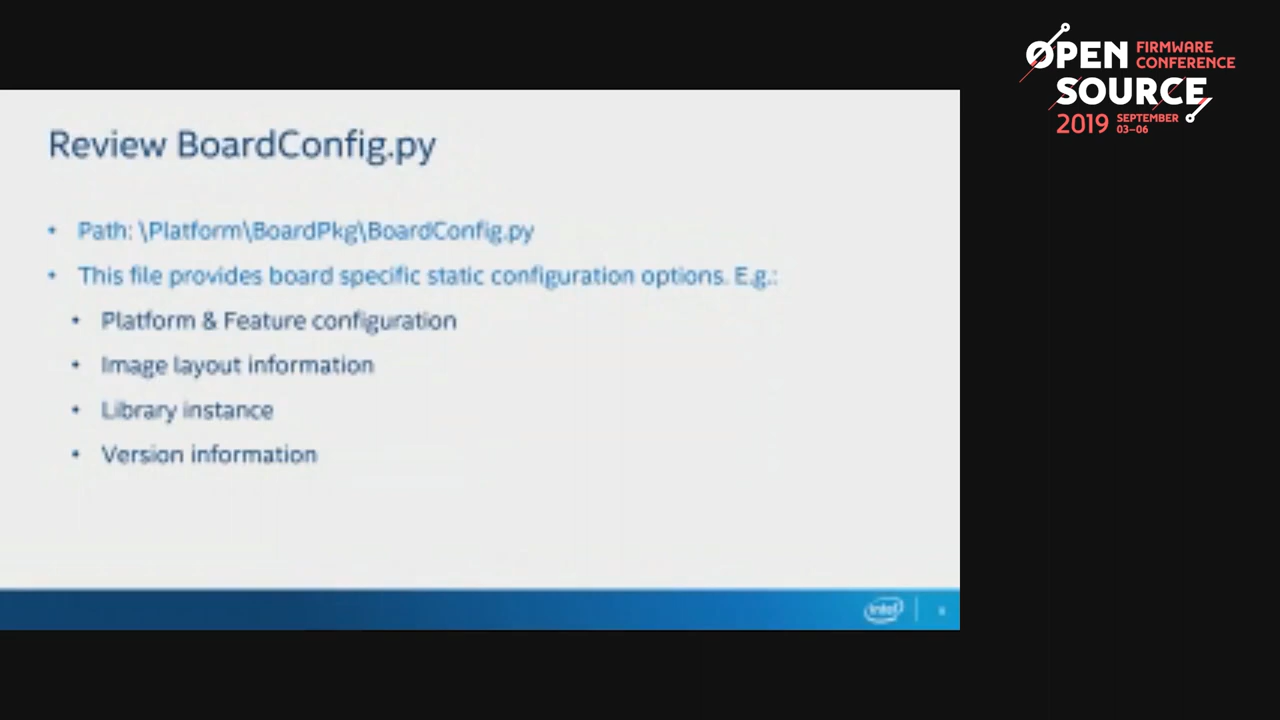 OPEN FIRMWARE
CONFERENCE
SOURCE
2019 SEPTEMBER
03–06
Review BoardConfig.py
• Path: \Platform\BoardPkg\BoardConfig.py
• This file provides board specific static configuration options. E.g.:
• Platform & Feature configuration
• Image layout information
• Library instance
• Version information
intel